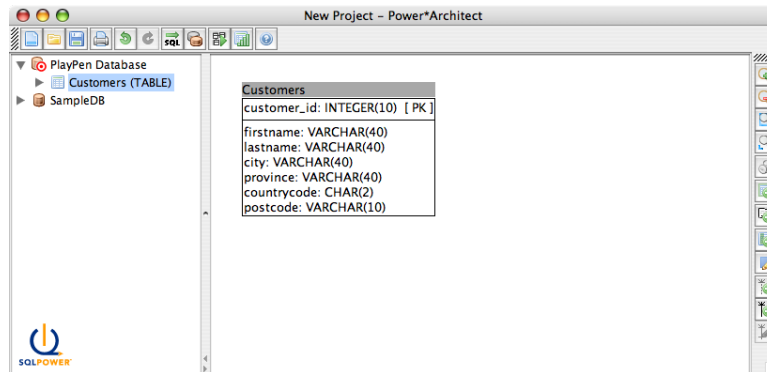 New Project – Power*Architect
SQL
PlayPen Database
Customers (TABLE)
SampleDB
Customers
customer_id: INTEGER(10) [ PK ]
firstname: VARCHAR(40)
lastname: VARCHAR(40)
city: VARCHAR(40)
province: VARCHAR(40)
countrycode: CHAR(2)
postcode: VARCHAR(10)
SQLPOWER